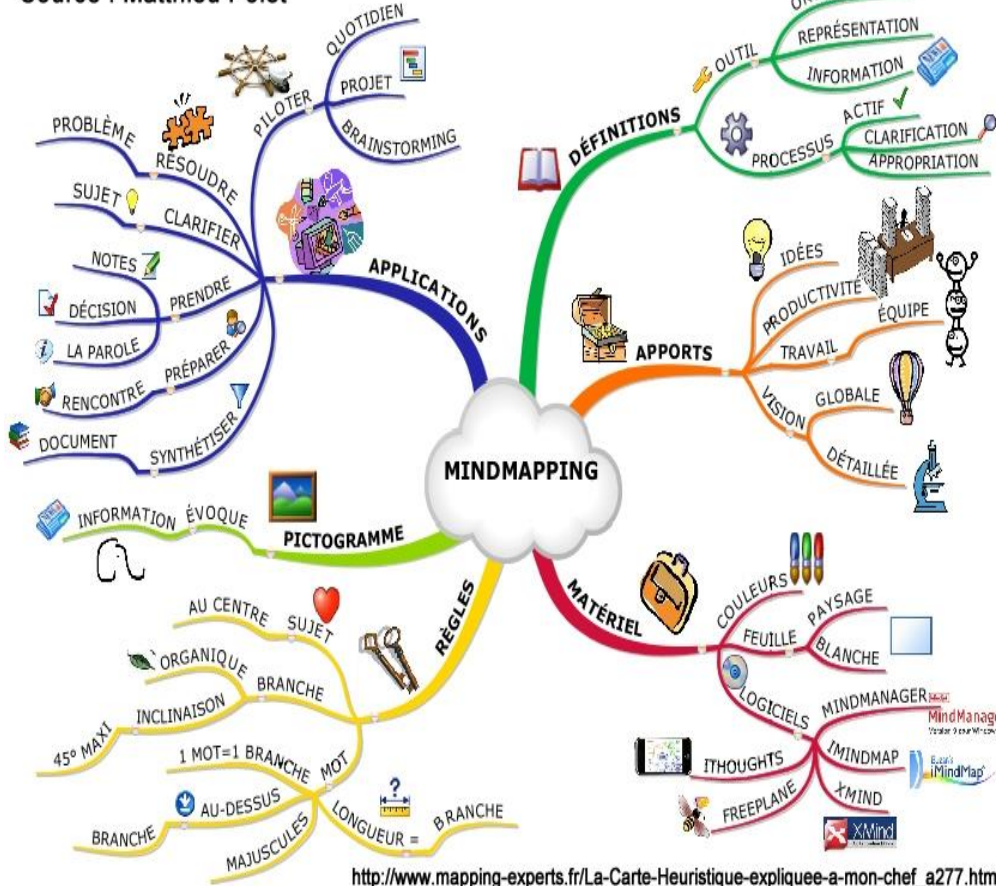 MINDMAPPING
DÉFINITIONS
OUTIL
REPRÉSENTATION
INFORMATION
PROCESSUS
ACTIF
CLARIFICATION
APPROPRIATION
APPORTS
IDÉES
PRODUCTIVITÉ
TRAVAIL
ÉQUIPE
VISION
GLOBALE
DÉTAILLÉE
MATÉRIEL
COULEURS
FEUILLE
PAYSAGE
BLANCHE
LOGICIELS
MINDMANAGER
IMINDMAP
iMindMap
XMIND
XMind
FREEPLANE
ITHOUGHTS
RÈGLES
SUJET
AU CENTRE
BRANCHE
ORGANIQUE
INCLINAISON
45° MAXI
MOT
1 MOT=1 BRANCHE
AU-DESSUS
BRANCHE
MAJUSCULES
LONGUEUR =
BRANCHE
?
PICTOGRAMME
ÉVOQUE
INFORMATION
APPLICATIONS
PILOTER
QUOTIDIEN
PROJET
BRAINSTORMING
RÉSOUDRE
PROBLÈME
CLARIFIER
SUJET
PRENDRE
NOTES
DÉCISION
LA PAROLE
PRÉPARER
RENCONTRE
SYNTHÉTISER
DOCUMENT
http://www.mapping-experts.fr/La-Carte-Heuristique-expliquee-a-mon-chef_a277.htm